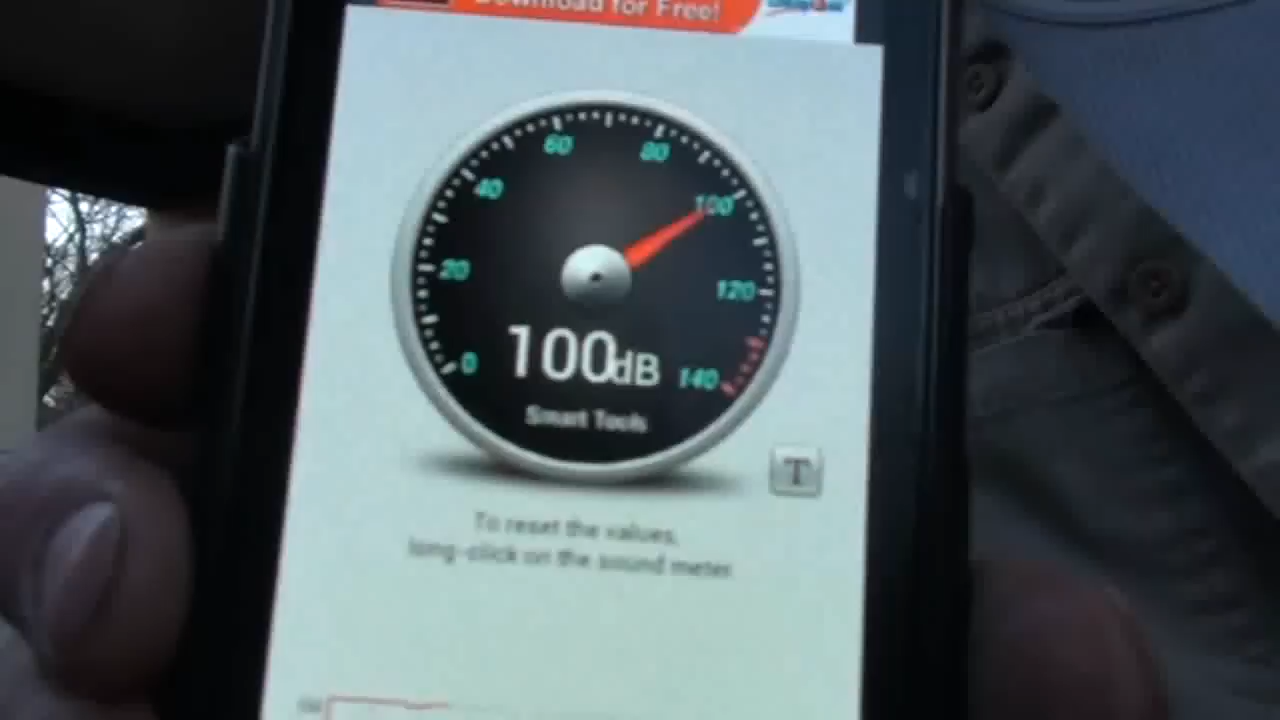 Download for Free!
60
80
40
100
20
120
100dB
0
140
Smart Tools
T
To reset the values,
long-click on the sound meter.